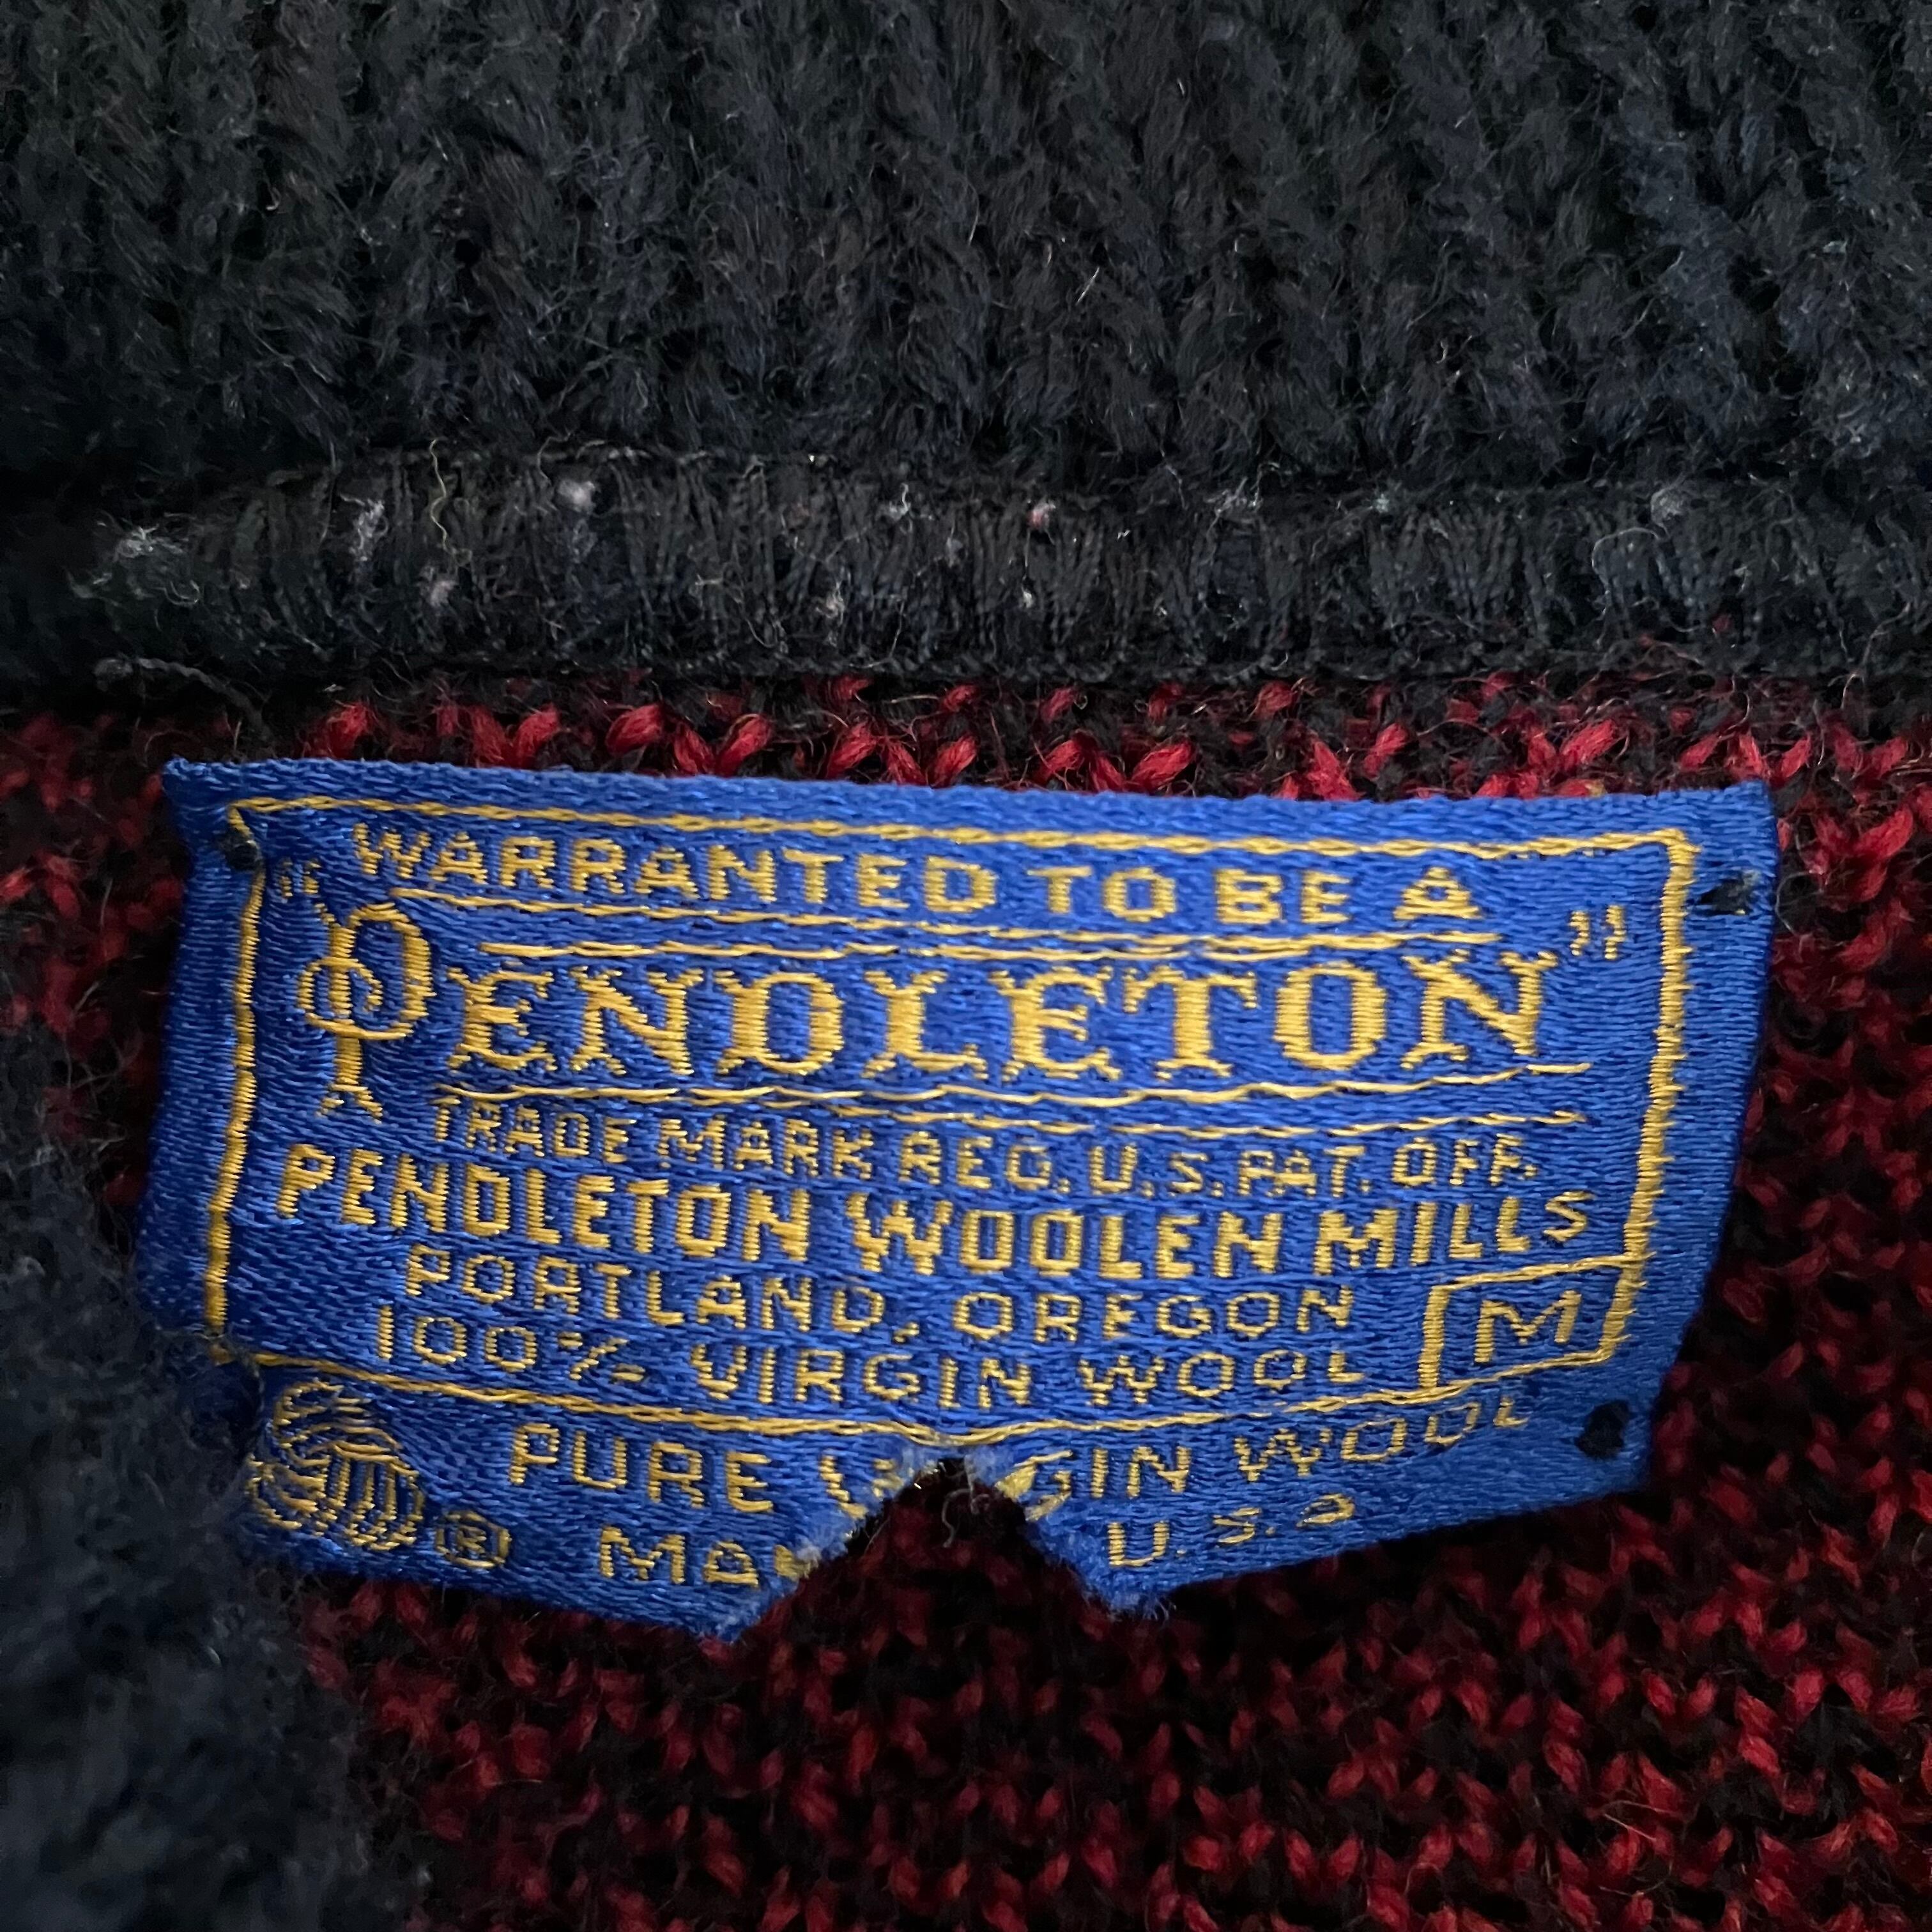 WARRANTED TO BE A
"PENDLETON"
TRADE MARK REG. U.S. PAT. OFF.
PENDLETON WOOLEN MILLS
PORTLAND, OREGON
100% VIRGIN WOOL M
PURE GIN WOOL
® MA U.S.A